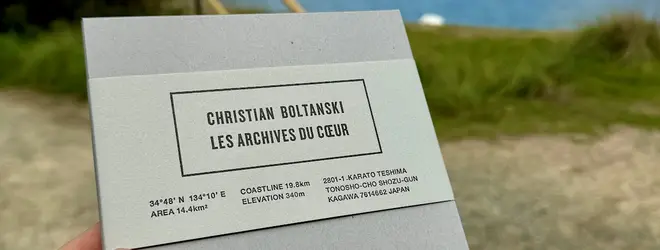 CHRISTIAN BOLTANSKI
LES ARCHIVES DU CŒUR
34°48' N 134°10' E
AREA 14.4km²
COASTLINE 19.8km
ELEVATION 340m
2801-1.KARATO TESHIMA
TONOSHO-CHO SHOZU-GUN
KAGAWA 7614662 JAPAN